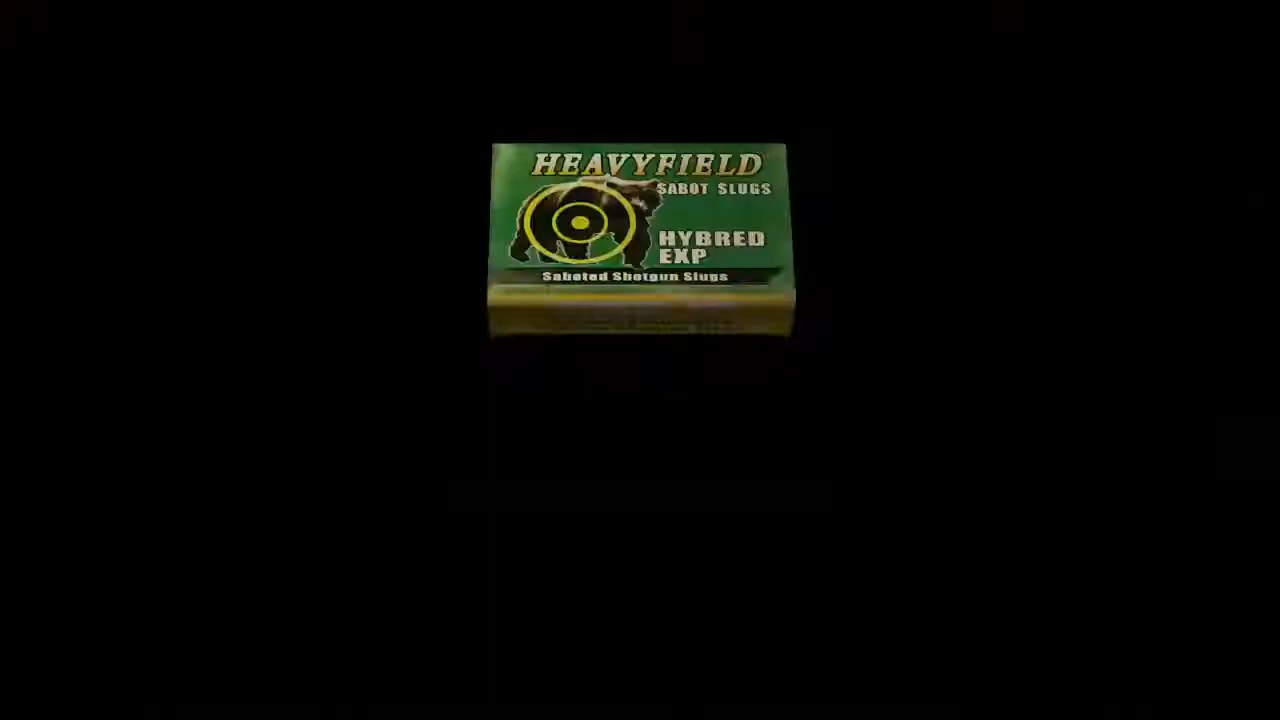 HEAVYFIELD
SABOT SLUGS
HYBRED
EXP
Saboted Shotgun Slugs